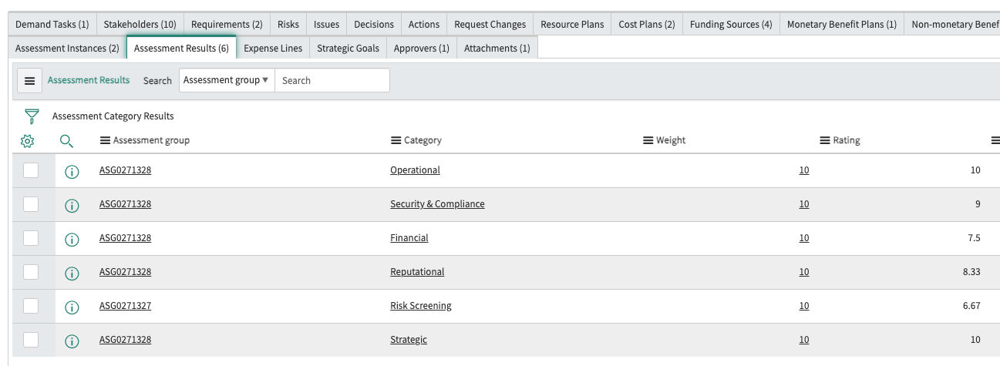 Demand Tasks (1) Stakeholders (10) Requirements (2) Risks Issues Decisions Actions Request Changes Resource Plans Cost Plans (2) Funding Sources (4) Monetary Benefit Plans (1) Non-monetary Benef
Assessment Instances (2) Assessment Results (6) Expense Lines Strategic Goals Approvers (1) Attachments (1)
Assessment Results Search Assessment group ▼ Search
Assessment Category Results
Assessment group Category Weight Rating
ASG0271328 Operational 10 10
ASG0271328 Security & Compliance 10 9
ASG0271328 Financial 10 7.5
ASG0271328 Reputational 10 8.33
ASG0271327 Risk Screening 10 6.67
ASG0271328 Strategic 10 10